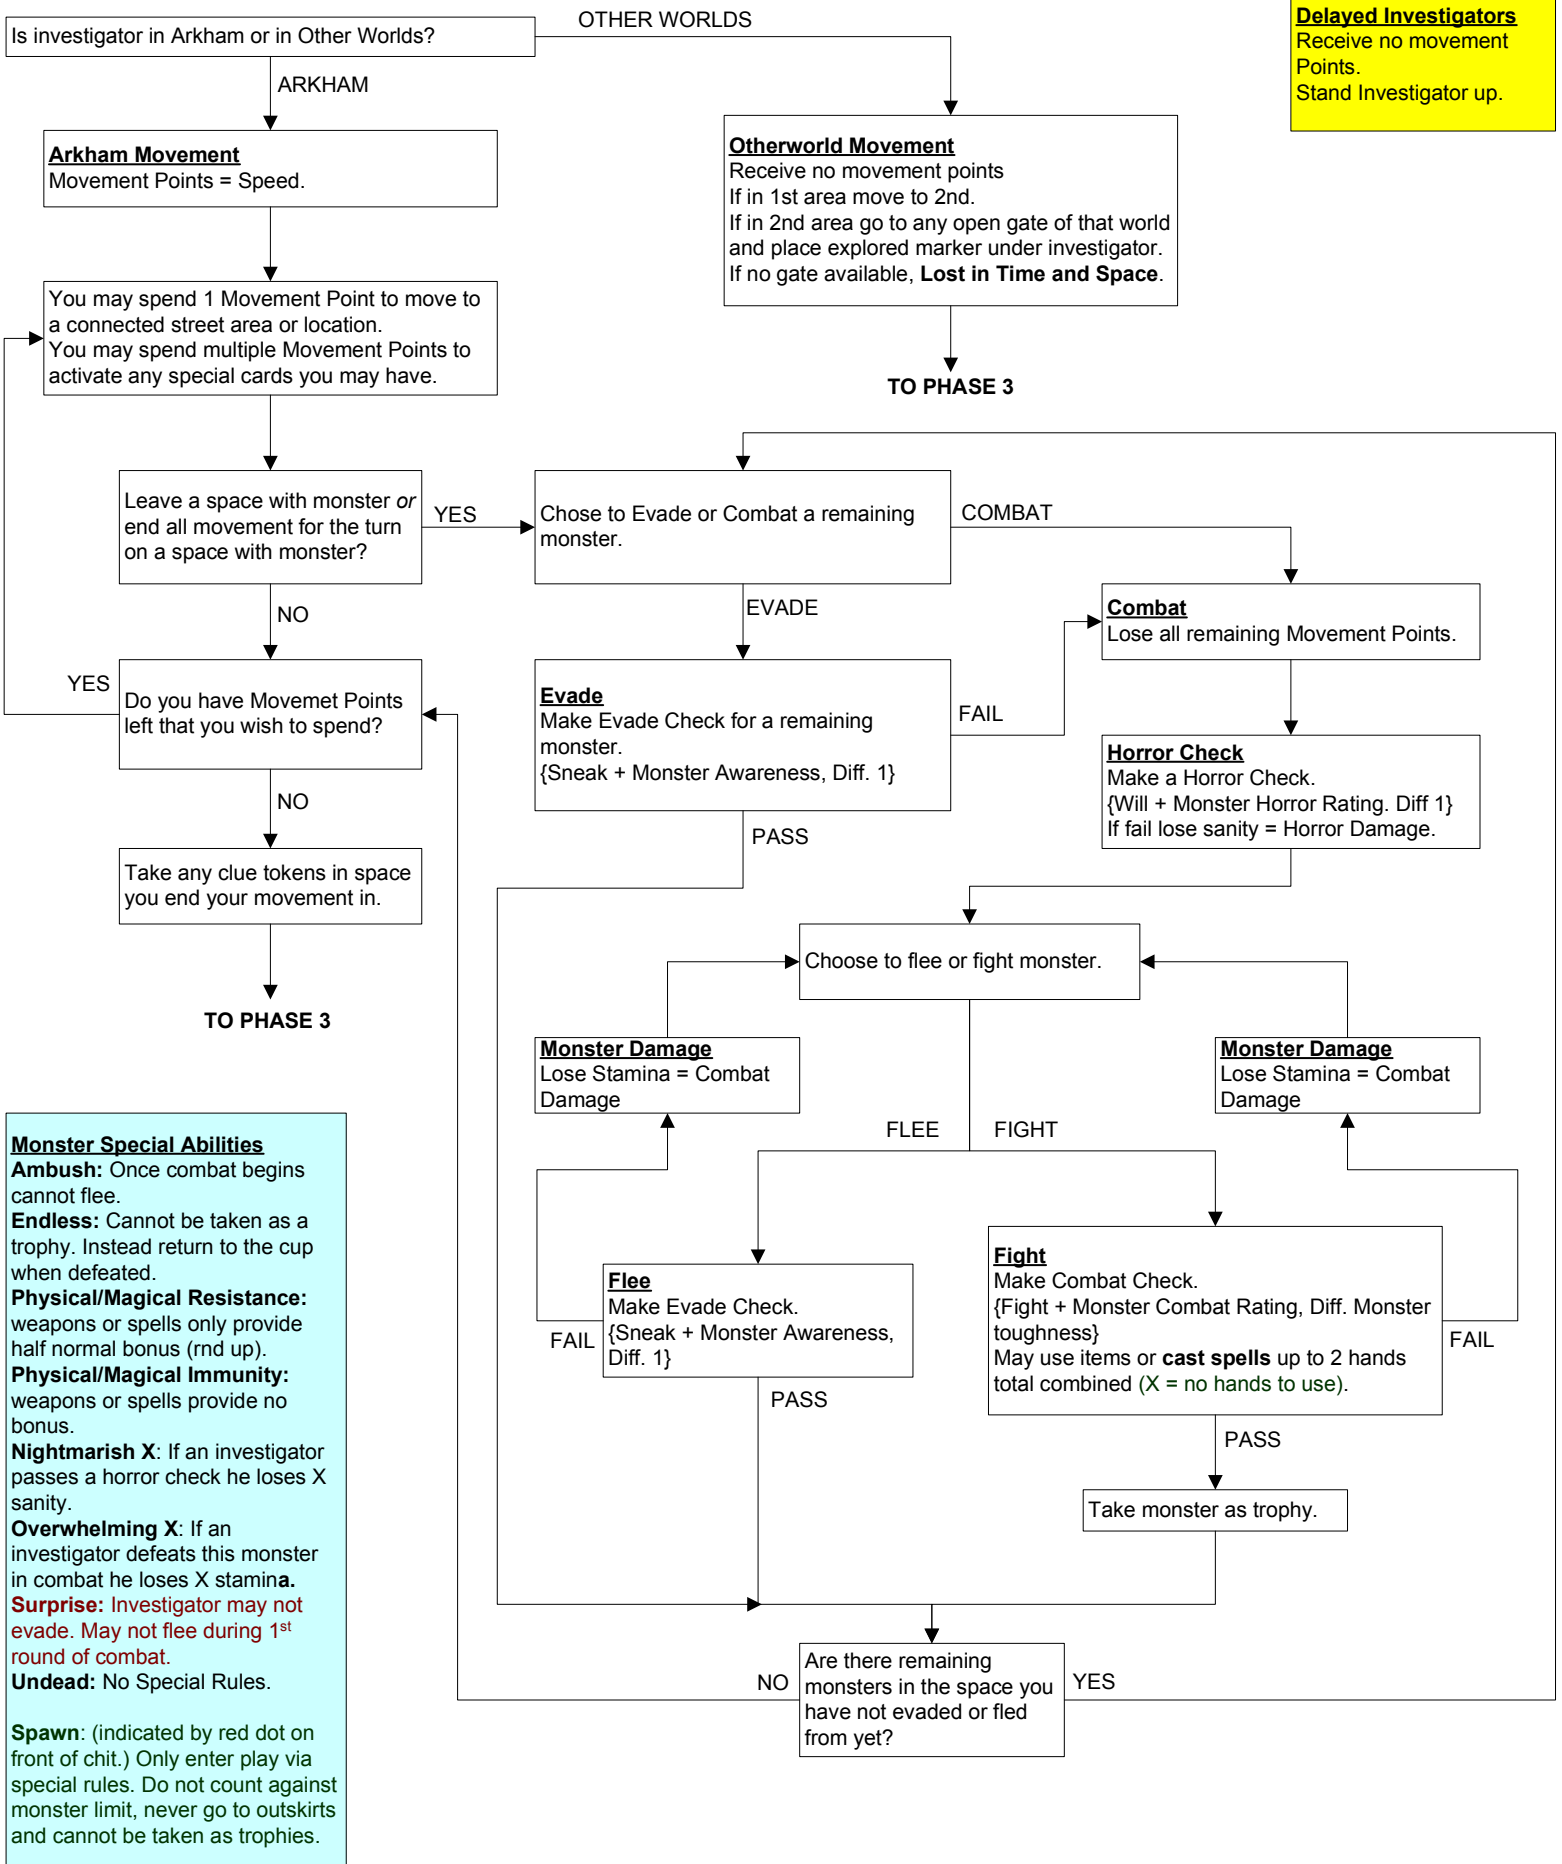 OTHER WORLDS
Is investigator in Arkham or in Other Worlds?
ARKHAM
Delayed Investigators
Receive no movement
Points.
Stand Investigator up.
Arkham Movement
Movement Points = Speed.
Otherworld Movement
Receive no movement points
If in 1st area move to 2nd.
If in 2nd area go to any open gate of that world
and place explored marker under investigator.
If no gate available, Lost in Time and Space.
TO PHASE 3
You may spend 1 Movement Point to move to
a connected street area or location.
You may spend multiple Movement Points to
activate any special cards you may have.
Leave a space with monster or
end all movement for the turn
on a space with monster?
YES
NO
Chose to Evade or Combat a remaining
monster.
COMBAT
EVADE
Combat
Lose all remaining Movement Points.
YES
Do you have Movemet Points
left that you wish to spend?
NO
Evade
Make Evade Check for a remaining
monster.
{Sneak + Monster Awareness, Diff. 1}
FAIL
PASS
Horror Check
Make a Horror Check.
{Will + Monster Horror Rating. Diff 1}
If fail lose sanity = Horror Damage.
Take any clue tokens in space
you end your movement in.
TO PHASE 3
Choose to flee or fight monster.
Monster Damage
Lose Stamina = Combat
Damage
Monster Damage
Lose Stamina = Combat
Damage
FLEE
FIGHT
Flee
Make Evade Check.
{Sneak + Monster Awareness,
Diff. 1}
FAIL
PASS
Fight
Make Combat Check.
{Fight + Monster Combat Rating, Diff. Monster
toughness}
May use items or cast spells up to 2 hands
total combined (X = no hands to use).
FAIL
PASS
Take monster as trophy.
Are there remaining
monsters in the space you
have not evaded or fled
from yet?
NO
YES
Monster Special Abilities
Ambush: Once combat begins
cannot flee.
Endless: Cannot be taken as a
trophy. Instead return to the cup
when defeated.
Physical/Magical Resistance:
weapons or spells only provide
half normal bonus (rnd up).
Physical/Magical Immunity:
weapons or spells provide no
bonus.
Nightmarish X: If an investigator
passes a horror check he loses X
sanity.
Overwhelming X: If an
investigator defeats this monster
in combat he loses X stamina.
Surprise: Investigator may not
evade. May not flee during 1st
round of combat.
Undead: No Special Rules.
Spawn: (indicated by red dot on
front of chit.) Only enter play via
special rules. Do not count against
monster limit, never go to outskirts
and cannot be taken as trophies.